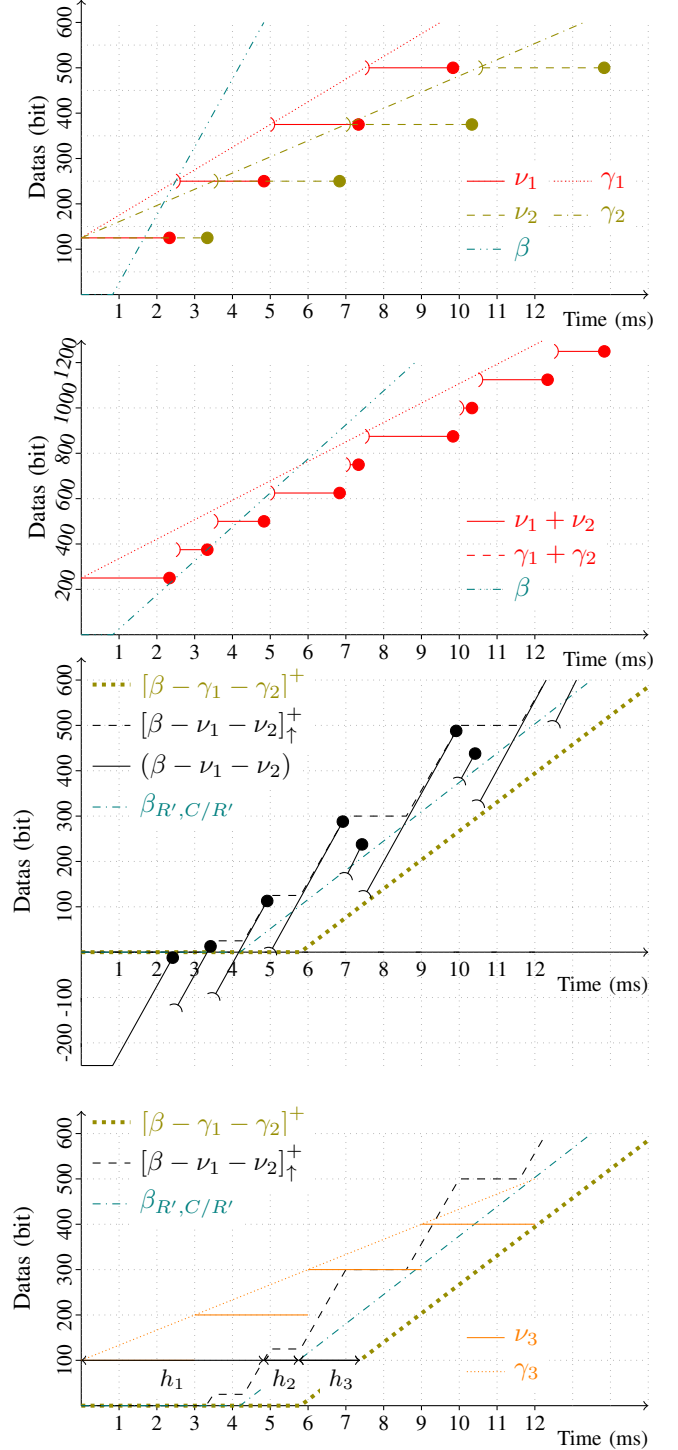 600
500
400
300
200
100
Datas (bit)
ν₁ γ₁
ν₂ γ₂
β
1 2 3 4 5 6 7 8 9 10 11 12
Time (ms)
1200
1000
800
600
400
200
Datas (bit)
ν₁ + ν₂
γ₁ + γ₂
β
1 2 3 4 5 6 7 8 9 10 11 12
Time (ms)
600
500
400
300
200
100
-100
-200
Datas (bit)
[β − γ₁ − γ₂]⁺
[β − ν₁ − ν₂]⁺↑
(β − ν₁ − ν₂)
β_{R′,C/R′}
1 2 3 4 5 6 7 8 9 10 11 12
Time (ms)
600
500
400
300
200
100
Datas (bit)
[β − γ₁ − γ₂]⁺
[β − ν₁ − ν₂]⁺↑
β_{R′,C/R′}
ν₃
γ₃
h₁ h₂ h₃
1 2 3 4 5 6 7 8 9 10 11 12
Time (ms)